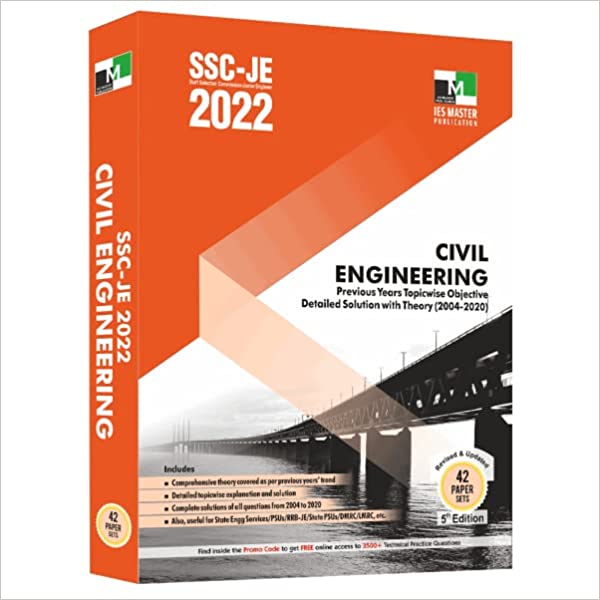 SSC-JE
Staff Selection Commission-Junior Engineer
2022
M
IES MASTER
PUBLICATION
CIVIL
ENGINEERING
Previous Years Topicwise Objective
Detailed Solution with Theory (2004-2020)
Includes
Comprehensive theory covered as per previous years' trend
Detailed topicwise explanation and solution
Complete solutions of all questions from 2004 to 2020
Also, useful for State Engg Services/PSUs/RRB-JE/State PSUs/DMRC/LMRC, etc.
Revised & Updated
42
PAPER
SETS
5th Edition
Find inside the Promo Code to get FREE online access to 3500+ Technical Practice Questions
M
SSC-JE 2022
CIVIL ENGINEERING
42
PAPER
SETS